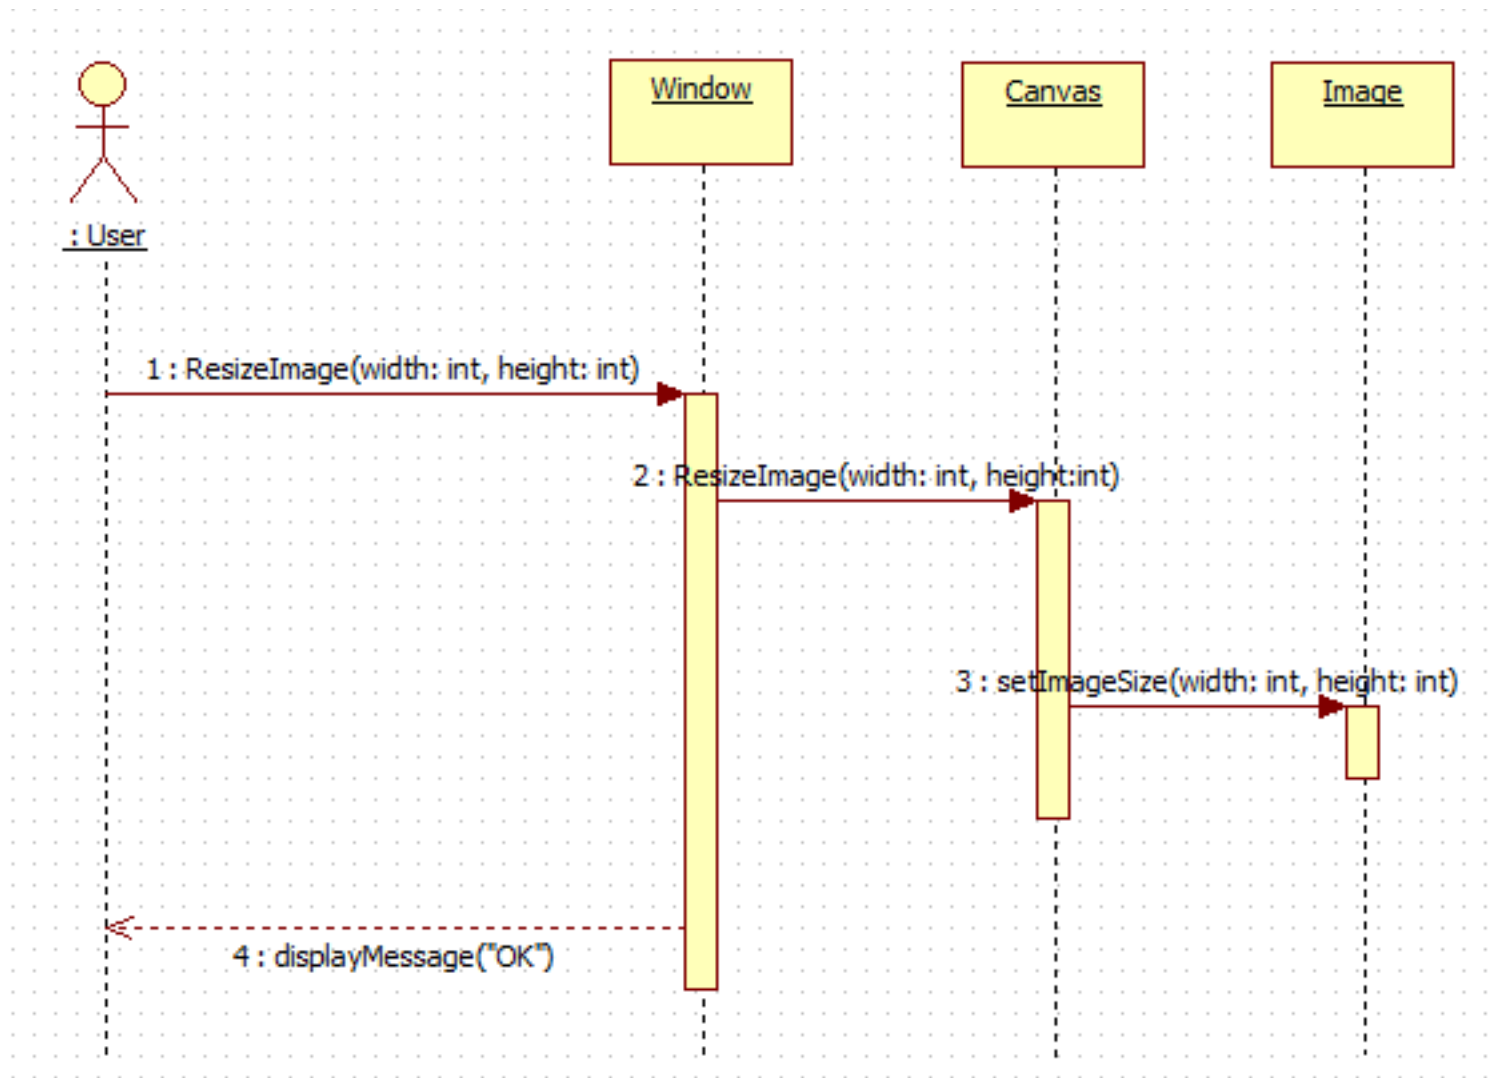 Window
Canvas
Image
: User
1 : ResizeImage(width: int, height: int)
2 : ResizeImage(width: int, height:int)
3 : setImageSize(width: int, height: int)
4 : displayMessage("OK")